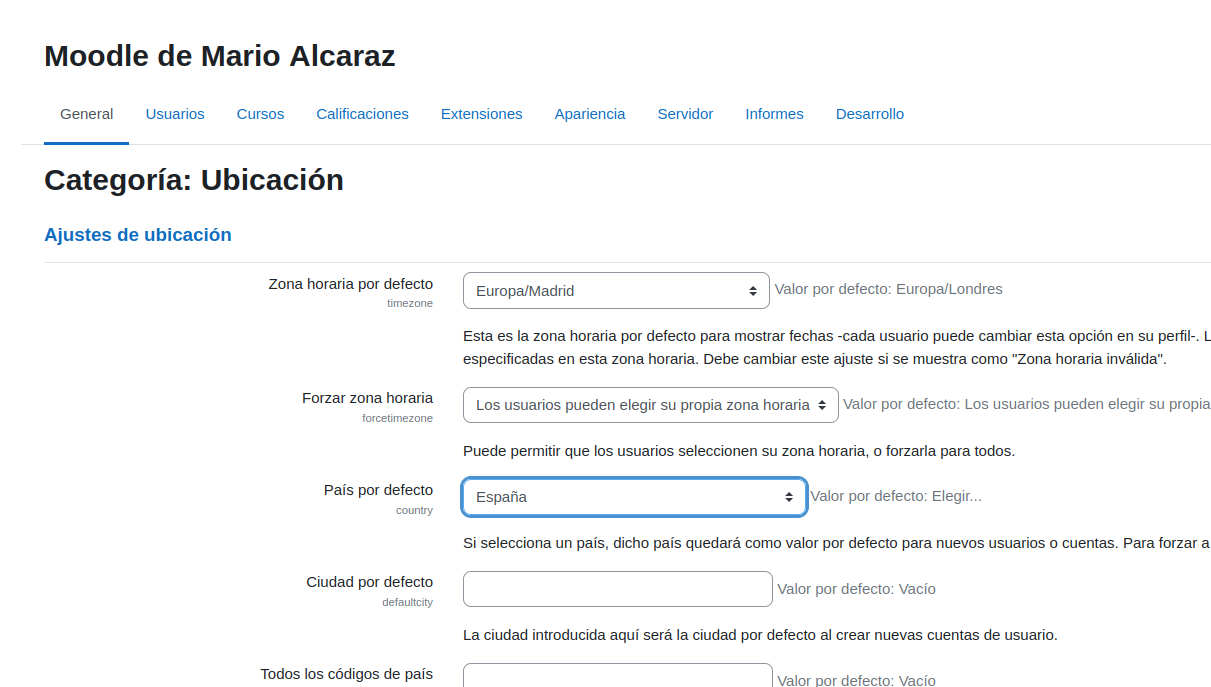 Moodle de Mario Alcaraz
General Usuarios Cursos Calificaciones Extensiones Apariencia Servidor Informes Desarrollo
Categoría: Ubicación
Ajustes de ubicación
Zona horaria por defecto
timezone
Europa/Madrid
Valor por defecto: Europa/Londres
Esta es la zona horaria por defecto para mostrar fechas -cada usuario puede cambiar esta opción en su perfil-. L
especificadas en esta zona horaria. Debe cambiar este ajuste si se muestra como "Zona horaria inválida".
Forzar zona horaria
forcetimezone
Los usuarios pueden elegir su propia zona horaria
Valor por defecto: Los usuarios pueden elegir su propia
Puede permitir que los usuarios seleccionen su zona horaria, o forzarla para todos.
País por defecto
country
España
Valor por defecto: Elegir...
Si selecciona un país, dicho país quedará como valor por defecto para nuevos usuarios o cuentas. Para forzar a
Ciudad por defecto
defaultcity
Valor por defecto: Vacío
La ciudad introducida aquí será la ciudad por defecto al crear nuevas cuentas de usuario.
Todos los códigos de país
Valor por defecto: Vacío